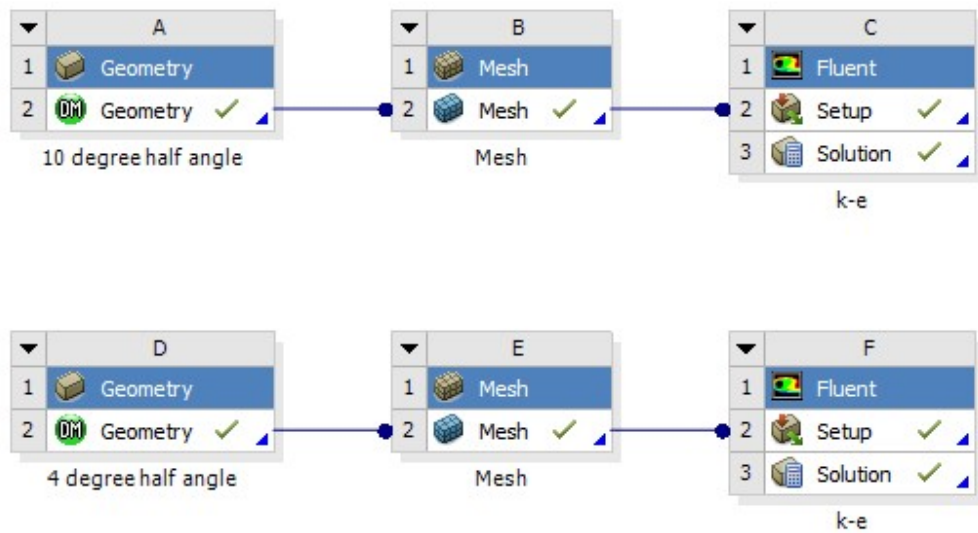 A
1 Geometry
2 DM Geometry
10 degree half angle
B
1 Mesh
2 Mesh
Mesh
C
1 Fluent
2 Setup
3 Solution
k-e
D
1 Geometry
2 DM Geometry
4 degree half angle
E
1 Mesh
2 Mesh
Mesh
F
1 Fluent
2 Setup
3 Solution
k-e